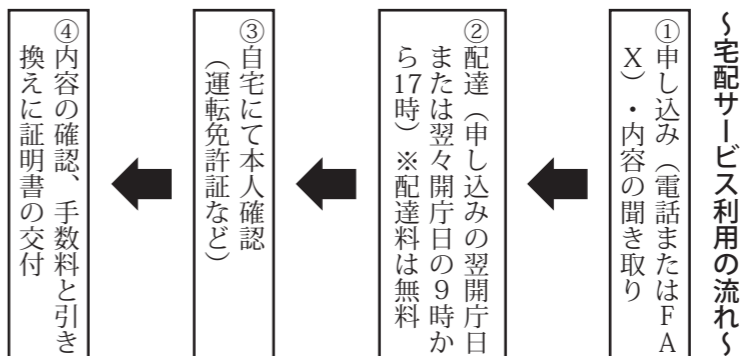 ～宅配サービス利用の流れ～
①申し込み（電話またはFA
X）・内容の聞き取り
②配達（申し込みの翌開庁日
または翌々開庁日の9時か
ら17時）※配達料は無料
③自宅にて本人確認
（運転免許証など）
④内容の確認、手数料と引き
換えに証明書の交付